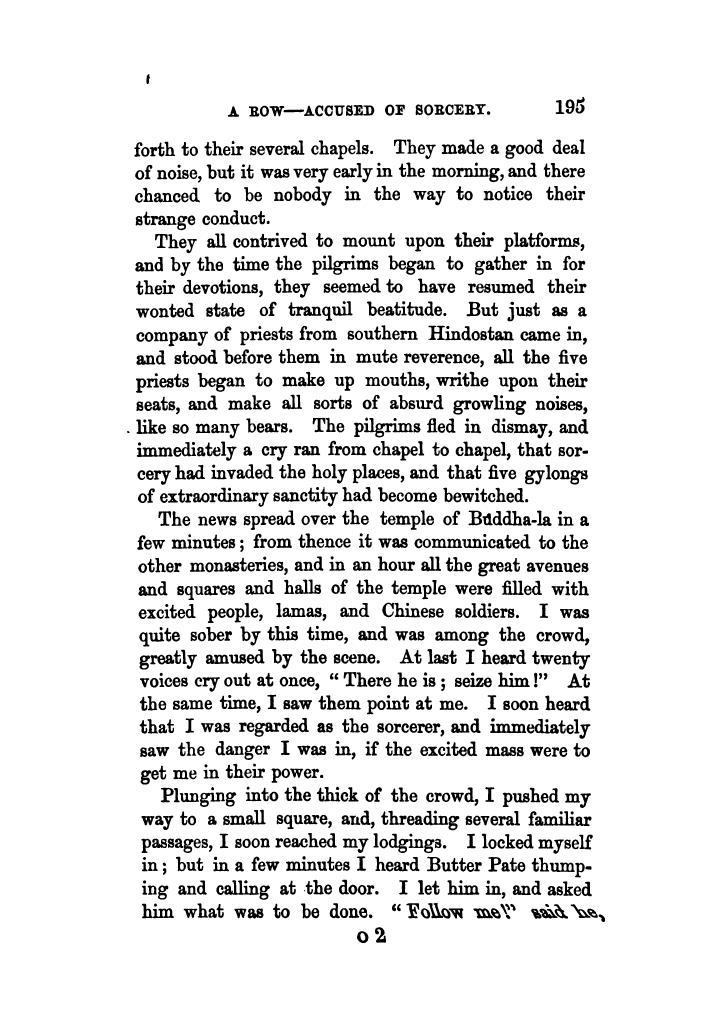 A ROW—ACCUSED OF SORCERY. 195
forth to their several chapels. They made a good deal
of noise, but it was very early in the morning, and there
chanced to be nobody in the way to notice their
strange conduct.
They all contrived to mount upon their platforms,
and by the time the pilgrims began to gather in for
their devotions, they seemed to have resumed their
wonted state of tranquil beatitude. But just as a
company of priests from southern Hindostan came in,
and stood before them in mute reverence, all the five
priests began to make up mouths, writhe upon their
seats, and make all sorts of absurd growling noises,
like so many bears. The pilgrims fled in dismay, and
immediately a cry ran from chapel to chapel, that sor-
cery had invaded the holy places, and that five gylongs
of extraordinary sanctity had become bewitched.
The news spread over the temple of Búddha-la in a
few minutes; from thence it was communicated to the
other monasteries, and in an hour all the great avenues
and squares and halls of the temple were filled with
excited people, lamas, and Chinese soldiers. I was
quite sober by this time, and was among the crowd,
greatly amused by the scene. At last I heard twenty
voices cry out at once, “There he is; seize him!” At
the same time, I saw them point at me. I soon heard
that I was regarded as the sorcerer, and immediately
saw the danger I was in, if the excited mass were to
get me in their power.
Plunging into the thick of the crowd, I pushed my
way to a small square, and, threading several familiar
passages, I soon reached my lodgings. I locked myself
in; but in a few minutes I heard Butter Pate thump-
ing and calling at the door. I let him in, and asked
him what was to be done. “Follow me!” said he,
O 2